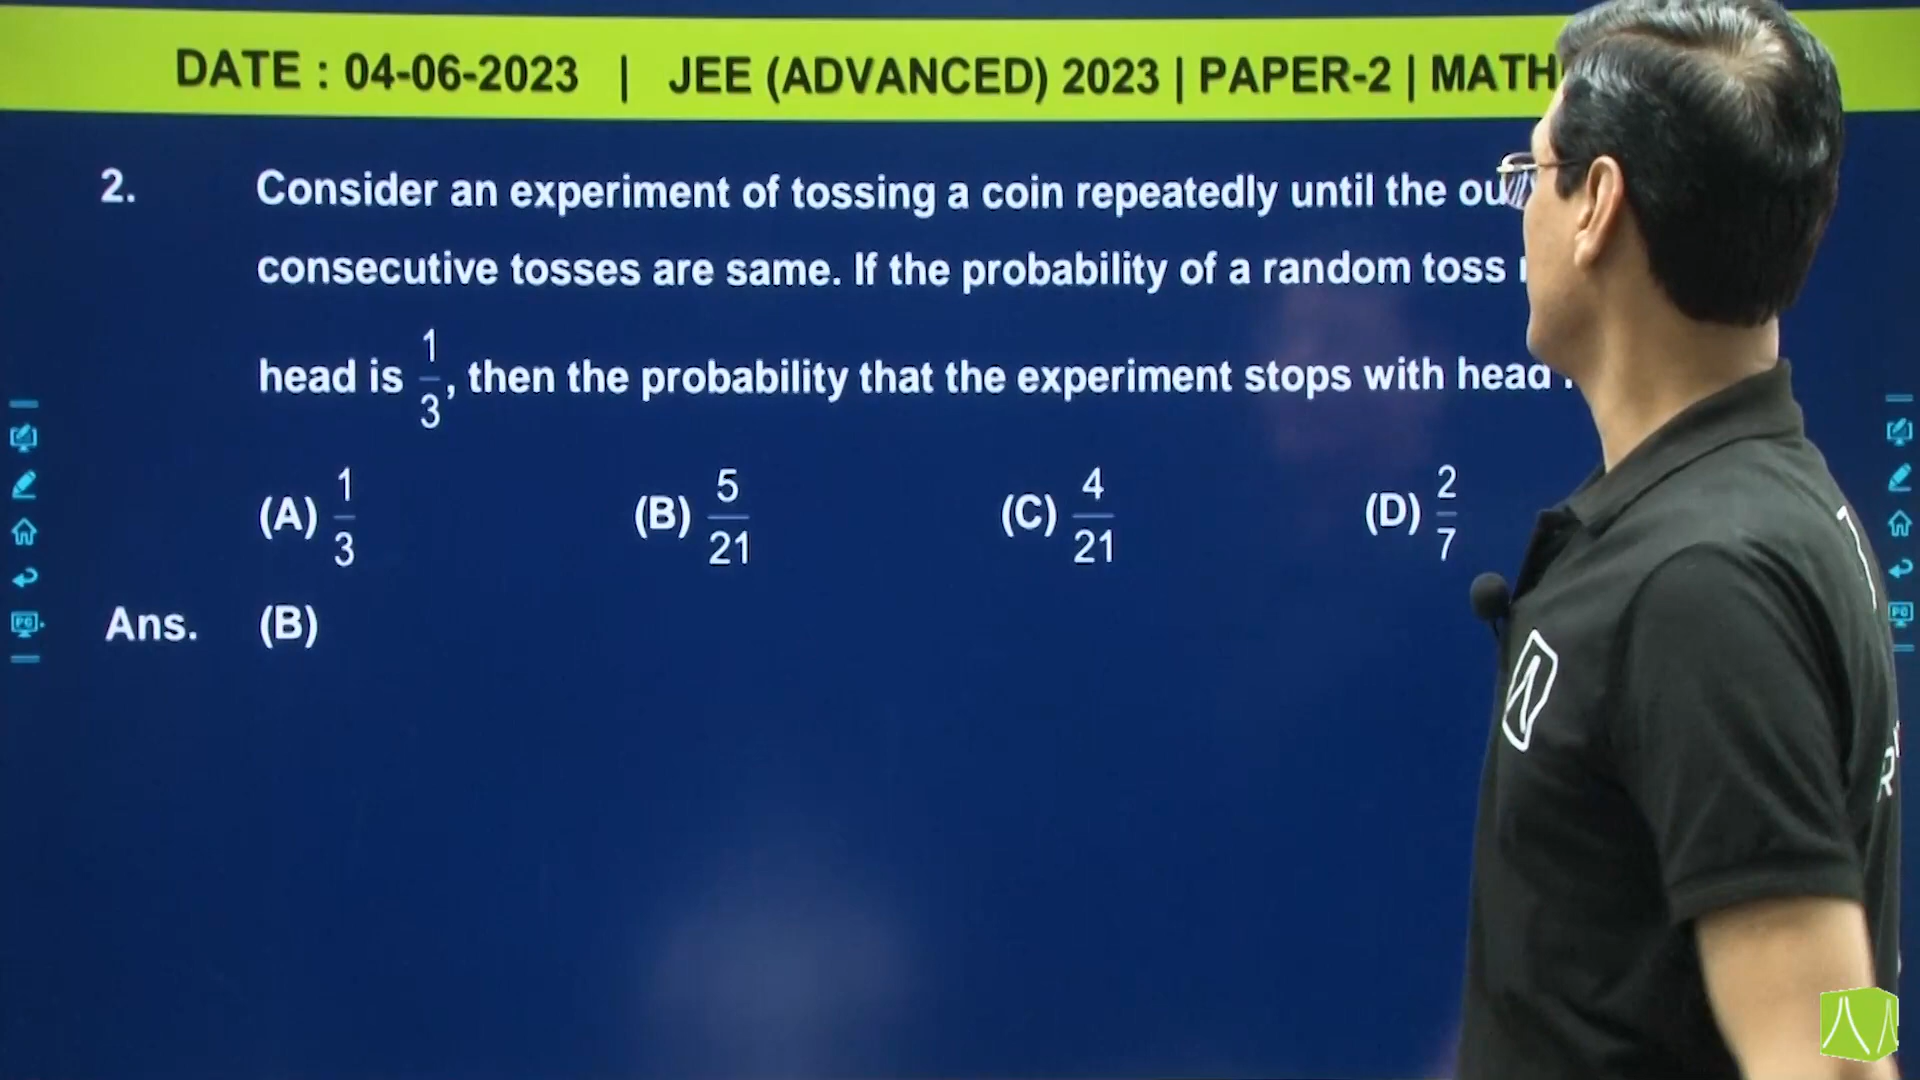 DATE : 04-06-2023 | JEE (ADVANCED) 2023 | PAPER-2 | MATH
2. Consider an experiment of tossing a coin repeatedly until the
consecutive tosses are same. If the probability of a random toss
head is 1/3, then the probability that the experiment stops with head
(A) 1/3 (B) 5/21 (C) 4/21 (D) 2/7
Ans. (B)